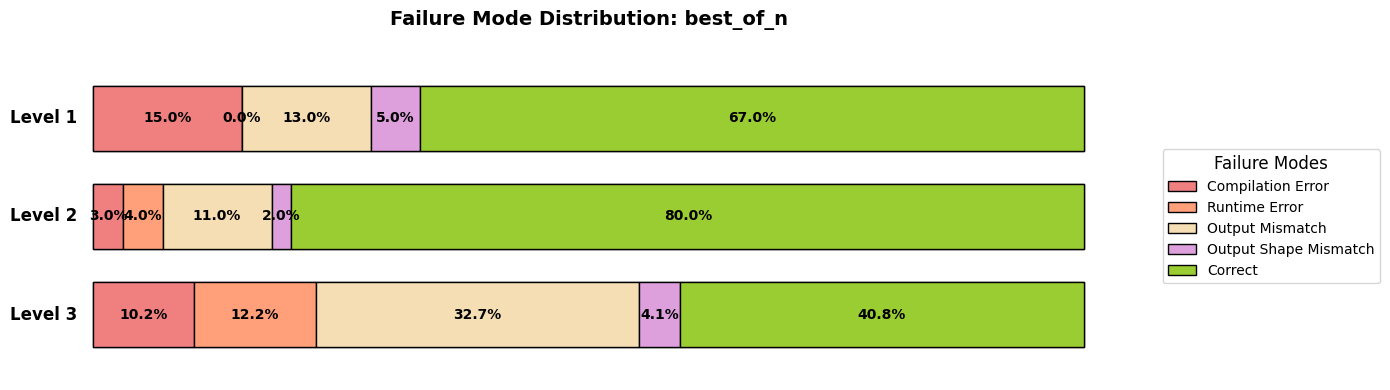 Failure Mode Distribution: best_of_n
Level 1 15.0% 0.0% 13.0% 5.0% 67.0%
Level 2 3.0% 4.0% 11.0% 2.0% 80.0%
Level 3 10.2% 12.2% 32.7% 4.1% 40.8%
Failure Modes
Compilation Error
Runtime Error
Output Mismatch
Output Shape Mismatch
Correct